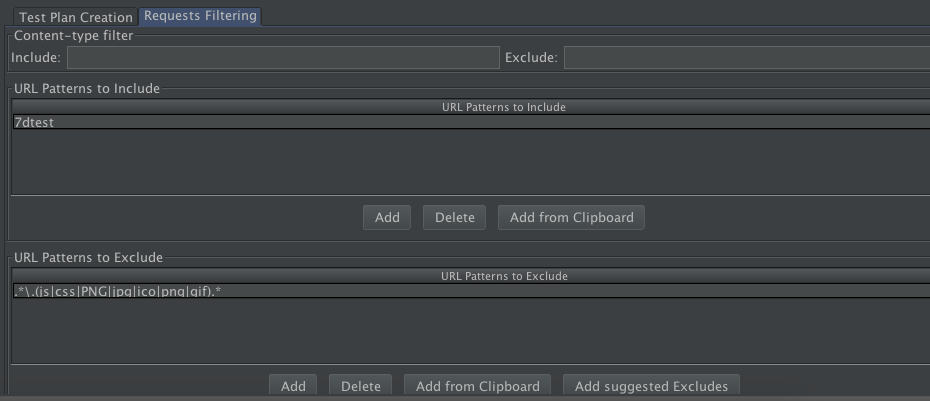 Test Plan Creation Requests Filtering
Content-type filter
Include: Exclude:
URL Patterns to Include
URL Patterns to Include
7dtest
Add Delete Add from Clipboard
URL Patterns to Exclude
URL Patterns to Exclude
.*\.(js|css|PNG|jpg|ico|png|gif).*
Add Delete Add from Clipboard Add suggested Excludes